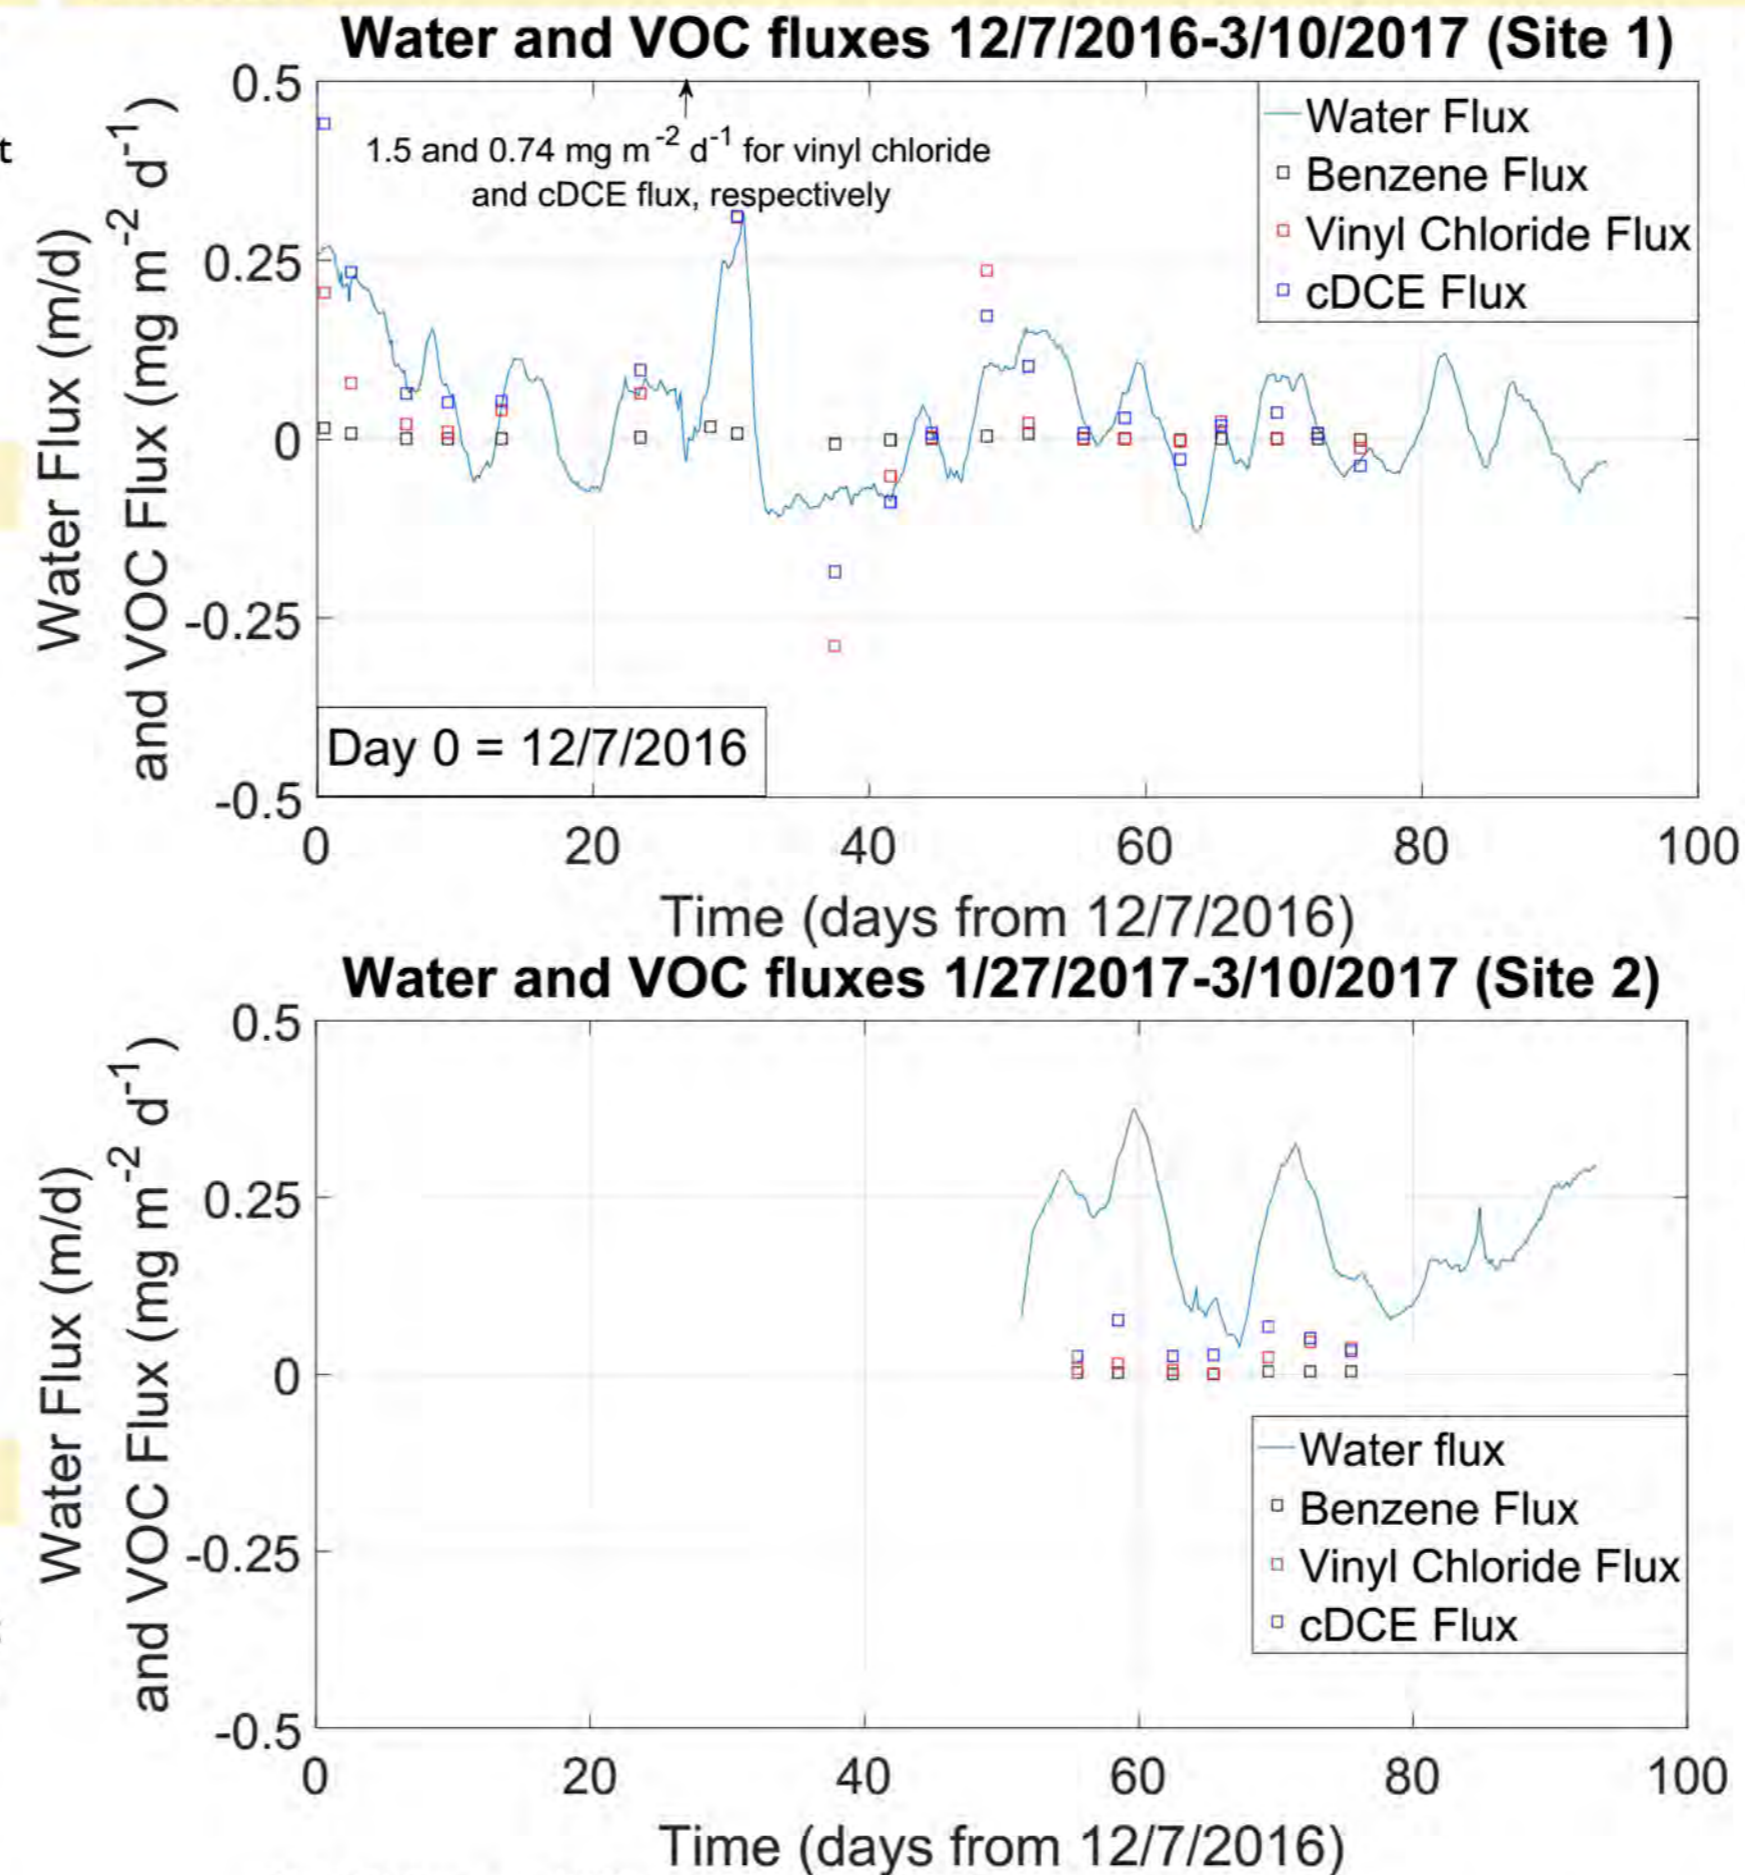 t
Water and VOC fluxes 12/7/2016-3/10/2017 (Site 1)
Water Flux (m/d)
and VOC Flux (mg m-2 d-1)
0.5
0.25
0
-0.25
-0.5
1.5 and 0.74 mg m-2 d-1 for vinyl chloride
and cDCE flux, respectively
Water Flux
Benzene Flux
Vinyl Chloride Flux
cDCE Flux
Day 0 = 12/7/2016
0 20 40 60 80 100
Time (days from 12/7/2016)
Water and VOC fluxes 1/27/2017-3/10/2017 (Site 2)
Water Flux (m/d)
and VOC Flux (mg m-2 d-1)
0.5
0.25
0
-0.25
-0.5
Water flux
Benzene Flux
Vinyl Chloride Flux
cDCE Flux
0 20 40 60 80 100
Time (days from 12/7/2016)